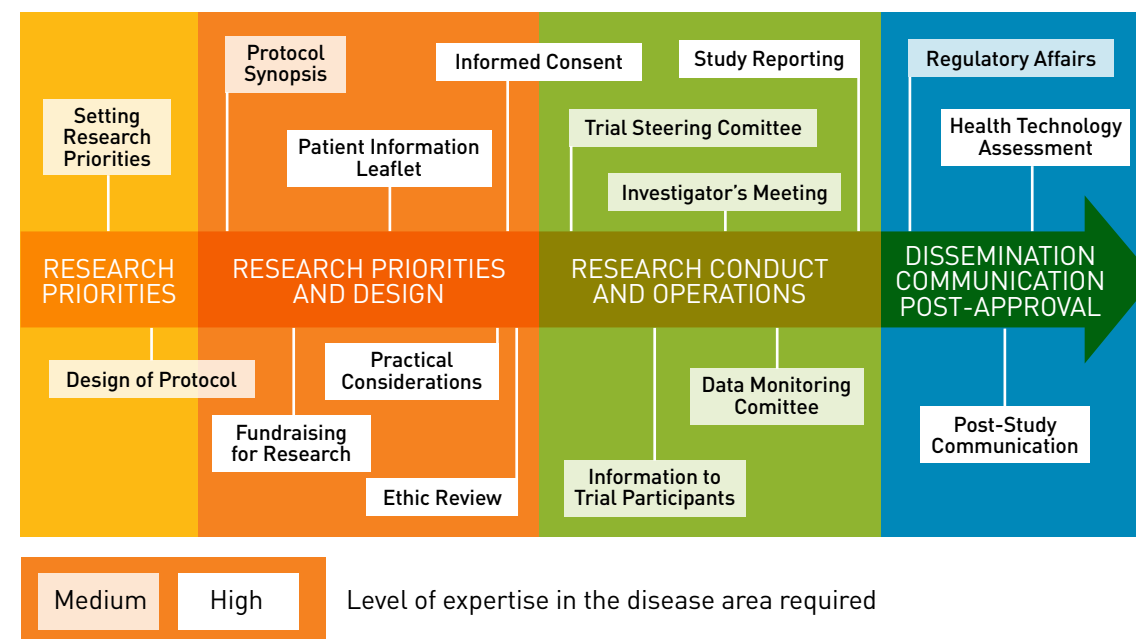 Protocol
Synopsis
Informed Consent
Study Reporting
Regulatory Affairs
Setting
Research
Priorities
Patient Information
Leaflet
Trial Steering Comittee
Investigator's Meeting
Health Technology
Assessment
RESEARCH
PRIORITIES
RESEARCH PRIORITIES
AND DESIGN
RESEARCH CONDUCT
AND OPERATIONS
DISSEMINATION
COMMUNICATION
POST-APPROVAL
Design of Protocol
Fundraising
for Research
Practical
Considerations
Ethic Review
Information to
Trial Participants
Data Monitoring
Comittee
Post-Study
Communication
Medium
High
Level of expertise in the disease area required